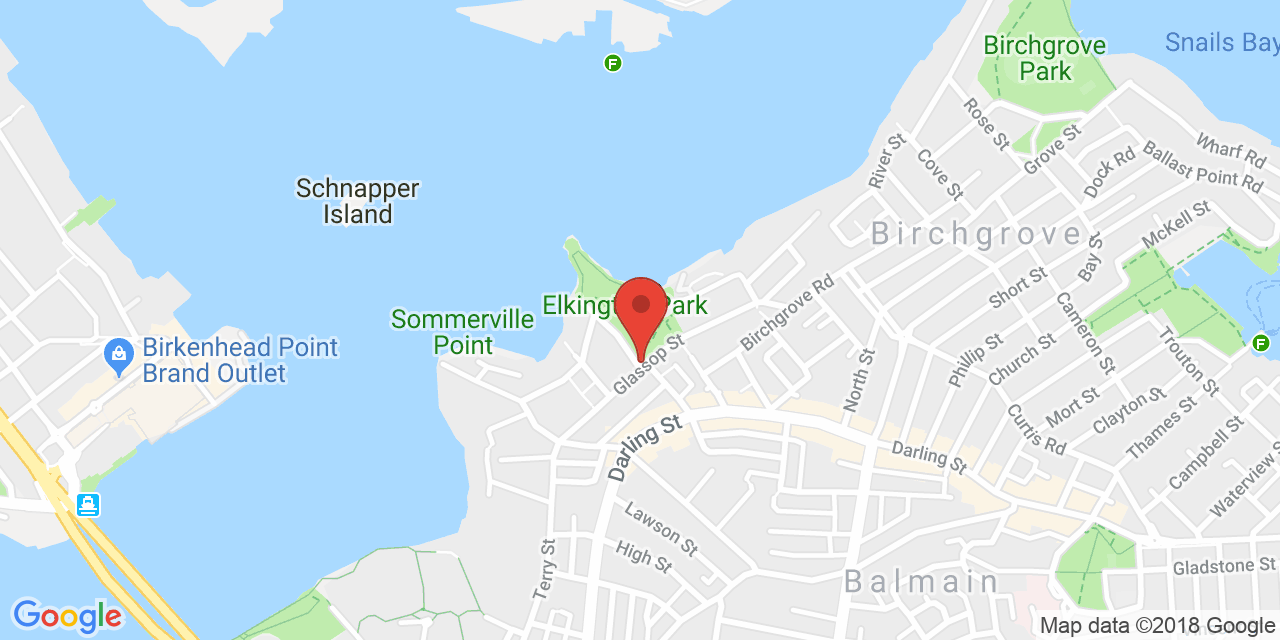 Birchgrove
Park
Snails Bay
F
Rose St
Grove St
Wharf Rd
Ballast Point Rd
River St
Cove St
Dock Rd
Schnapper
Island
McKell St
Birchgrove
Bay S
Short St
Elkingt Park
Sommerville
Point
Birchgrove Rd
Cameron St
Trouton St
F
Birkenhead Point
Brand Outlet
Glassop St
North St
Phillip St
Church St
Mort St
Clayton St
Thames St
Campbell St
Waterview S
Curtis Rd
Darling St
Darling St
Lawson St
High St
Terry St
Balmain
Gladstone St
Google
Map data ©2018 Google